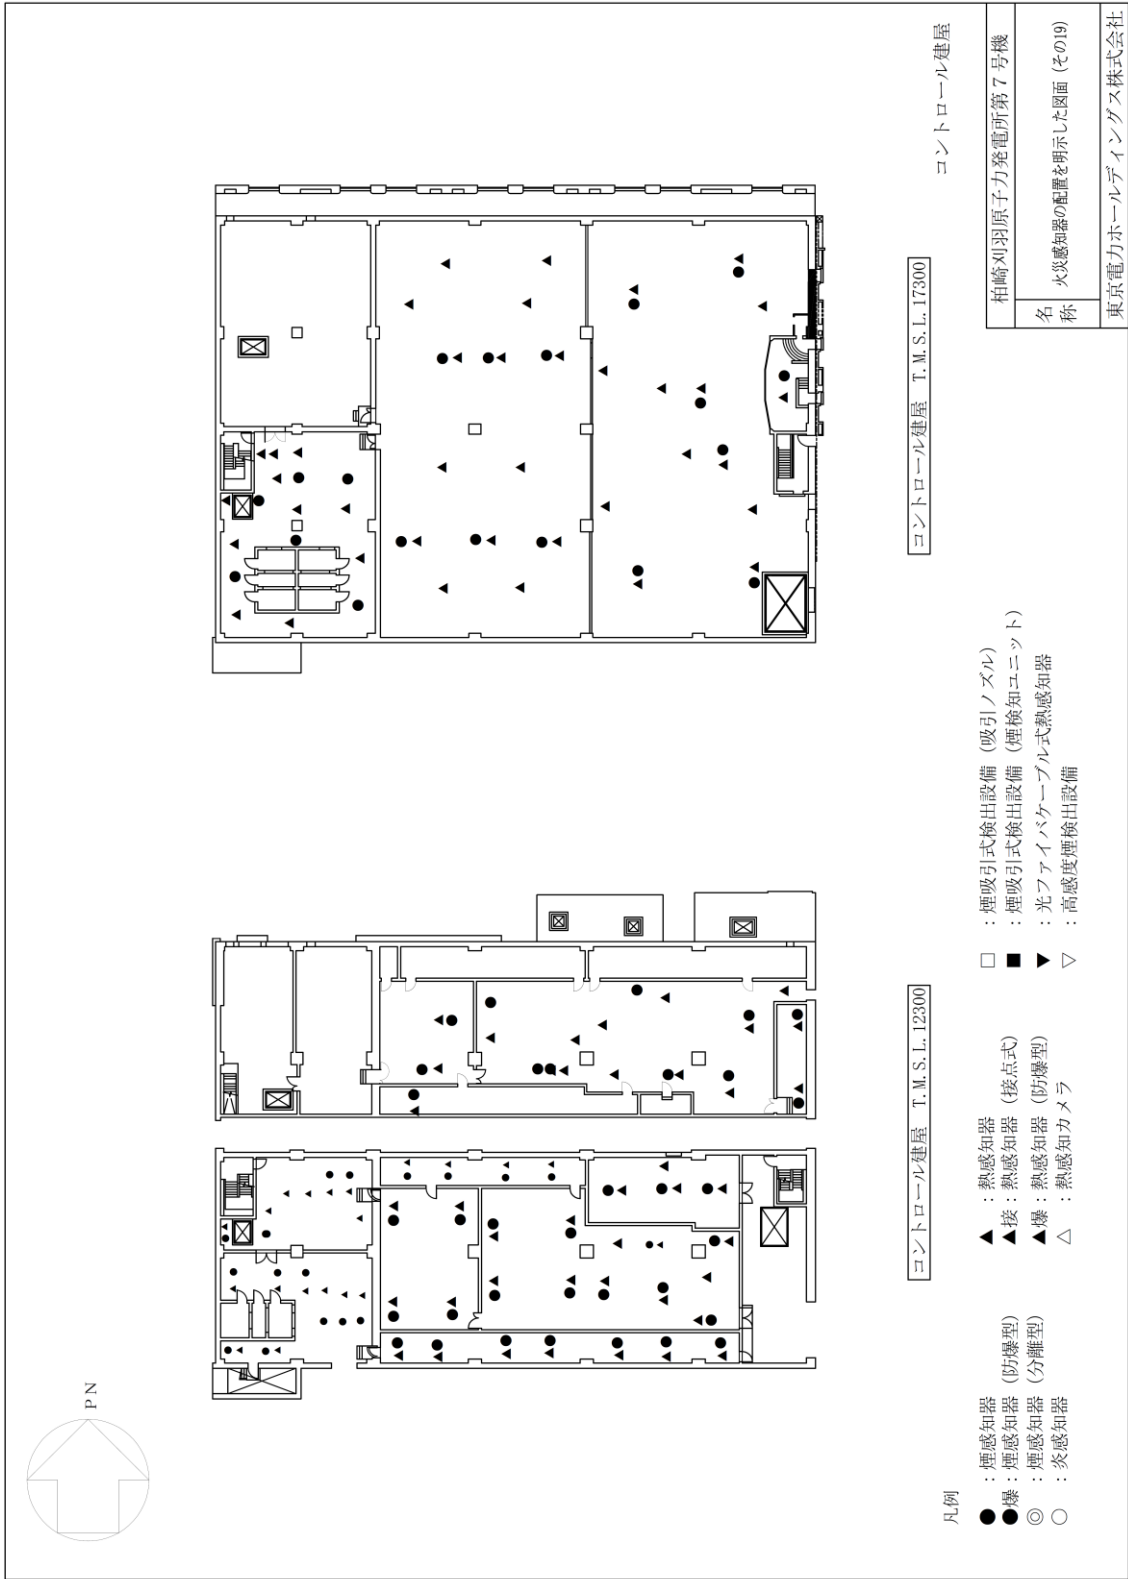 PN
コントロール建屋 T.M.S.L.12300
コントロール建屋 T.M.S.L.17300
コントロール建屋
凡例
● : 煙感知器
●爆 : 煙感知器 (防爆型)
◎ : 煙感知器 (分離型)
○ : 炎感知器
▲ : 熱感知器
▲接 : 熱感知器 (接点式)
▲爆 : 熱感知器 (防爆型)
△ : 熱感知カメラ
□ : 煙吸引式検出設備 (吸引ノズル)
■ : 煙吸引式検出設備 (煙検知ユニット)
▼ : 光ファイバケーブル式熱感知器
▽ : 高感度煙検出設備
柏崎刈羽原子力発電所第7号機
名称 火災感知器の配置を明示した図面 (その19)
東京電力ホールディングス株式会社